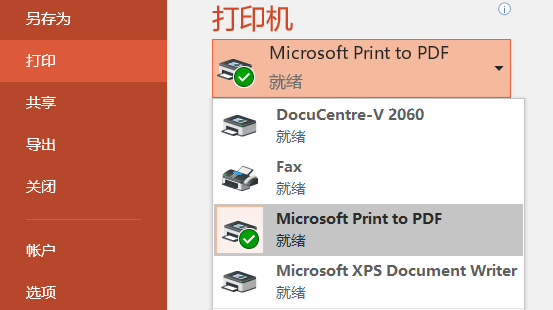 另存为
打印
共享
导出
关闭
帐户
选项
打印机
Microsoft Print to PDF
就绪
DocuCentre-V 2060
就绪
Fax
就绪
Microsoft Print to PDF
就绪
Microsoft XPS Document Writer
就绪